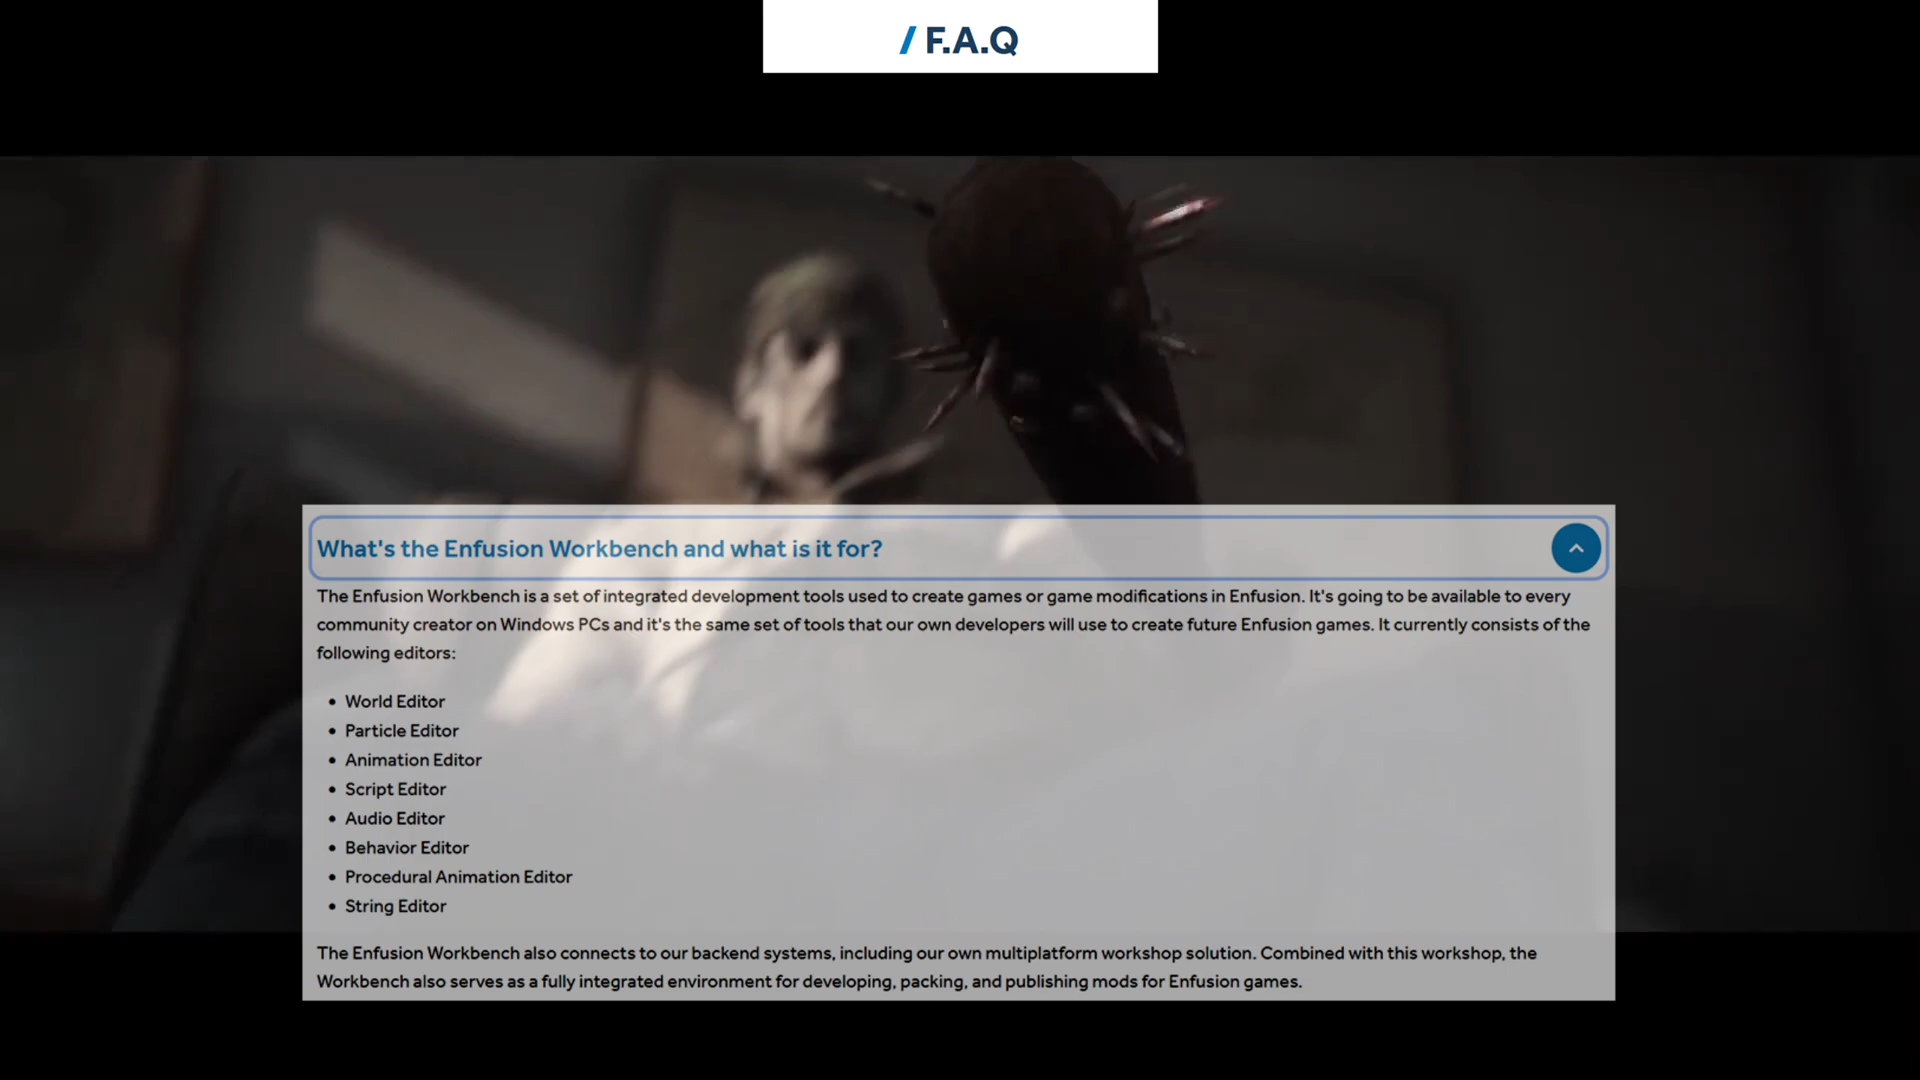 / F.A.Q
What's the Enfusion Workbench and what is it for?
The Enfusion Workbench is a set of integrated development tools used to create games or game modifications in Enfusion. It's going to be available to every
community creator on Windows PCs and it's the same set of tools that our own developers will use to create future Enfusion games. It currently consists of the
following editors:
• World Editor
• Particle Editor
• Animation Editor
• Script Editor
• Audio Editor
• Behavior Editor
• Procedural Animation Editor
• String Editor
The Enfusion Workbench also connects to our backend systems, including our own multiplatform workshop solution. Combined with this workshop, the
Workbench also serves as a fully integrated environment for developing, packing, and publishing mods for Enfusion games.